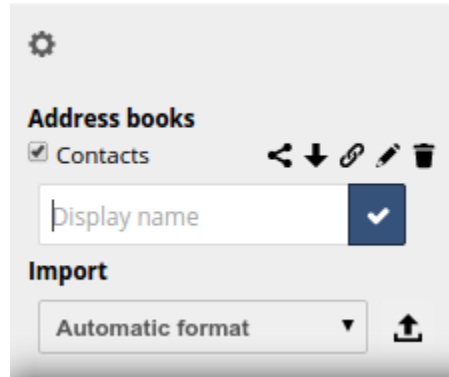 Address books
Contacts
Display name
Import
Automatic format